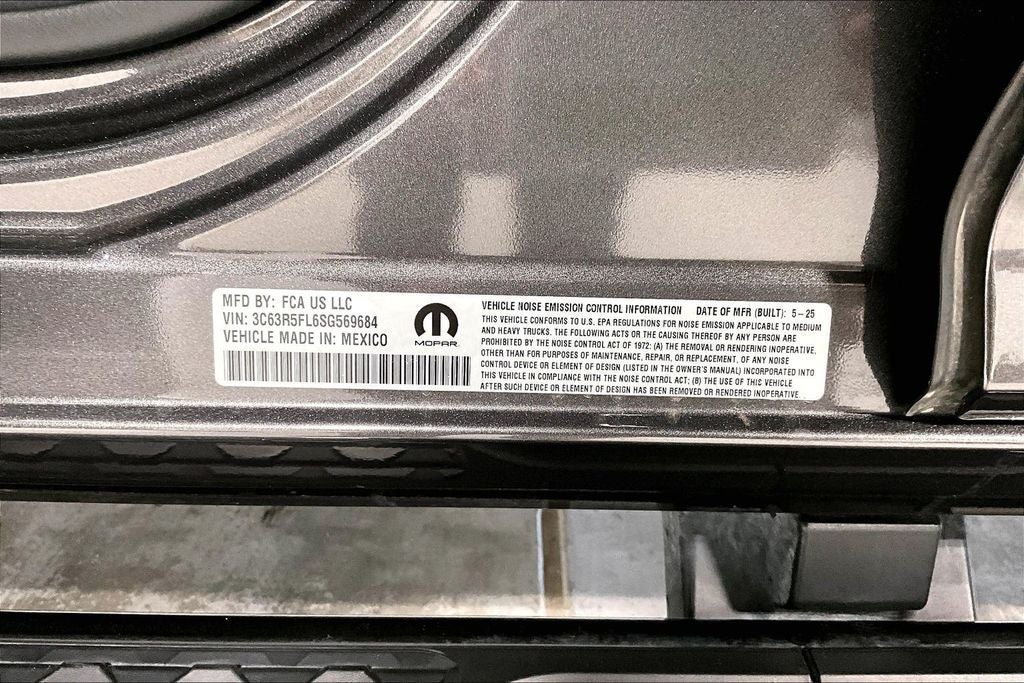 MFD BY: FCA US LLC
VIN: 3C63R5FL6SG569684
VEHICLE MADE IN: MEXICO
MOPAR
VEHICLE NOISE EMISSION CONTROL INFORMATION DATE OF MFR (BUILT): 5-25
THIS VEHICLE CONFORMS TO U.S. EPA REGULATIONS FOR NOISE EMISSION APPLICABLE TO MEDIUM
AND HEAVY TRUCKS. THE FOLLOWING ACTS OR THE CAUSING THEREOF BY ANY PERSON ARE
PROHIBITED BY THE NOISE CONTROL ACT OF 1972: (A) THE REMOVAL OR RENDERING INOPERATIVE,
OTHER THAN FOR PURPOSES OF MAINTENANCE, REPAIR, OR REPLACEMENT, OF ANY NOISE
CONTROL DEVICE OR ELEMENT OF DESIGN (LISTED IN THE OWNER'S MANUAL) INCORPORATED INTO
THIS VEHICLE IN COMPLIANCE WITH THE NOISE CONTROL ACT; (B) THE USE OF THIS VEHICLE
AFTER SUCH DEVICE OR ELEMENT OF DESIGN HAS BEEN REMOVED OR RENDERED INOPERATIVE